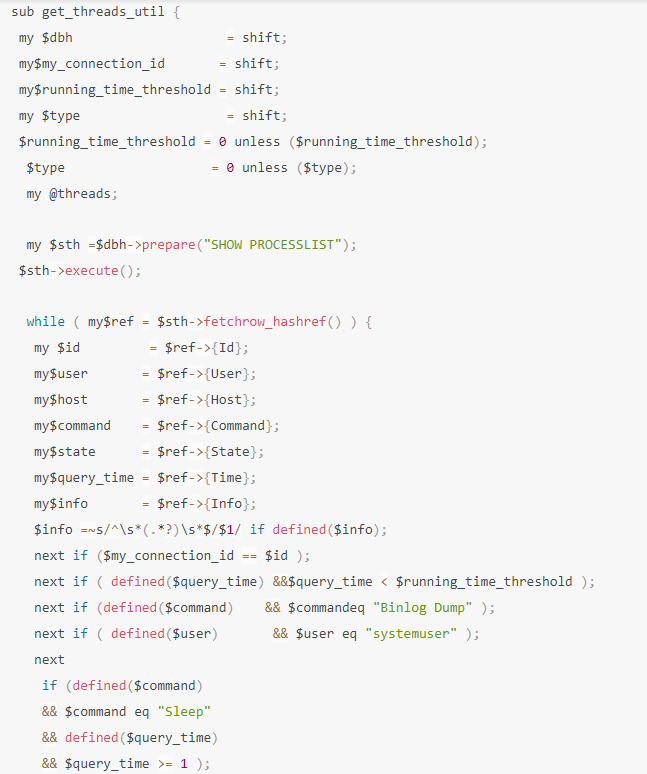 sub get_threads_util {
my $dbh = shift;
my$my_connection_id = shift;
my$running_time_threshold = shift;
my $type = shift;
$running_time_threshold = 0 unless ($running_time_threshold);
$type = 0 unless ($type);
my @threads;
my $sth =$dbh->prepare("SHOW PROCESSLIST");
$sth->execute();
while ( my$ref = $sth->fetchrow_hashref() ) {
my $id = $ref->{Id};
my$user = $ref->{User};
my$host = $ref->{Host};
my$command = $ref->{Command};
my$state = $ref->{State};
my$query_time = $ref->{Time};
my$info = $ref->{Info};
$info =~s/^\s*(.*?)\s*$/$1/ if defined($info);
next if ($my_connection_id == $id );
next if ( defined($query_time) &&$query_time < $running_time_threshold );
next if (defined($command) && $commandeq "Binlog Dump" );
next if ( defined($user) && $user eq "systemuser" );
next
if (defined($command)
&& $command eq "Sleep"
&& defined($query_time)
&& $query_time >= 1 );